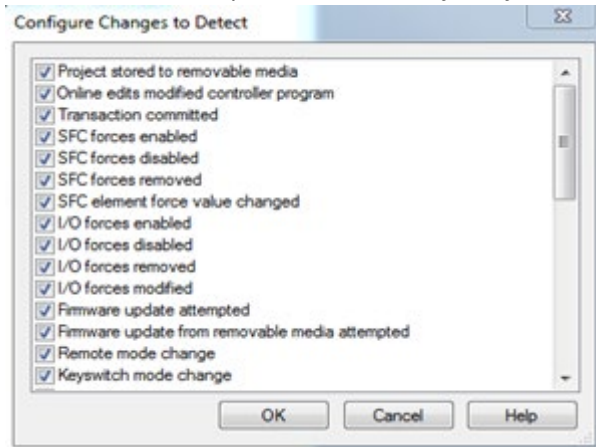 Configure Changes to Detect
Project stored to removable media
Online edits modified controller program
Transaction committed
SFC forces enabled
SFC forces disabled
SFC forces removed
SFC element force value changed
I/O forces enabled
I/O forces disabled
I/O forces removed
I/O forces modified
Firmware update attempted
Firmware update from removable media attempted
Remote mode change
Keyswitch mode change
OK Cancel Help